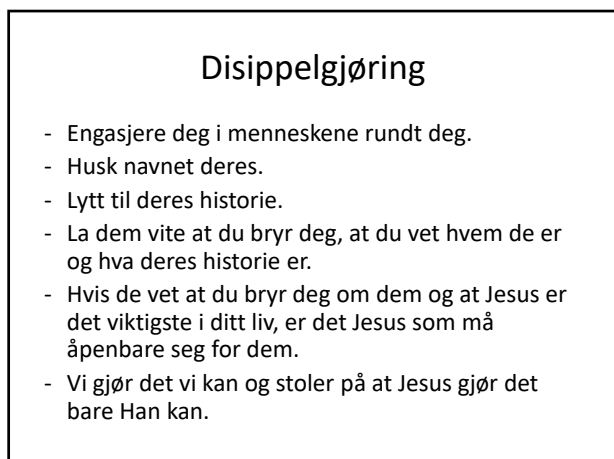 Disippelgjøring
- Engasjere deg i menneskene rundt deg.
- Husk navnet deres.
- Lytt til deres historie.
- La dem vite at du bryr deg, at du vet hvem de er
og hva deres historie er.
- Hvis de vet at du bryr deg om dem og at Jesus er
det viktigste i ditt liv, er det Jesus som må
åpenbare seg for dem.
- Vi gjør det vi kan og stoler på at Jesus gjør det
bare Han kan.